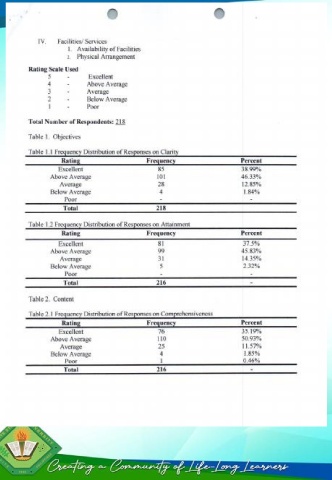 IV. Facilities/ Services
1. Availability of Facilities
2. Physical Arrangement
Rating Scale Used
5 - Excellent
4 - Above Average
3 - Average
2 - Below Average
1 - Poor
Total Number of Respondents: 218
Table 1. Objectives
Table 1.1 Frequency Distribution of Responses on Clarity
Rating Frequency Percent
Excellent 85 38.99%
Above Average 101 46.33%
Average 28 12.85%
Below Average 4 1.84%
Poor - -
Total 218
Table 1.2 Frequency Distribution of Responses on Attainment
Rating Frequency Percent
Excellent 81 37.5%
Above Average 99 45.83%
Average 31 14.35%
Below Average 5 2.32%
Poor - -
Total 216 -
Table 2. Content
Table 2.1 Frequency Distribution of Responses on Comprehensiveness
Rating Frequency Percent
Excellent 76 35.19%
Above Average 110 50.93%
Average 25 11.57%
Below Average 4 1.85%
Poor 1 0.46%
Total 216 -
Creating a Community of Life-Long Learners